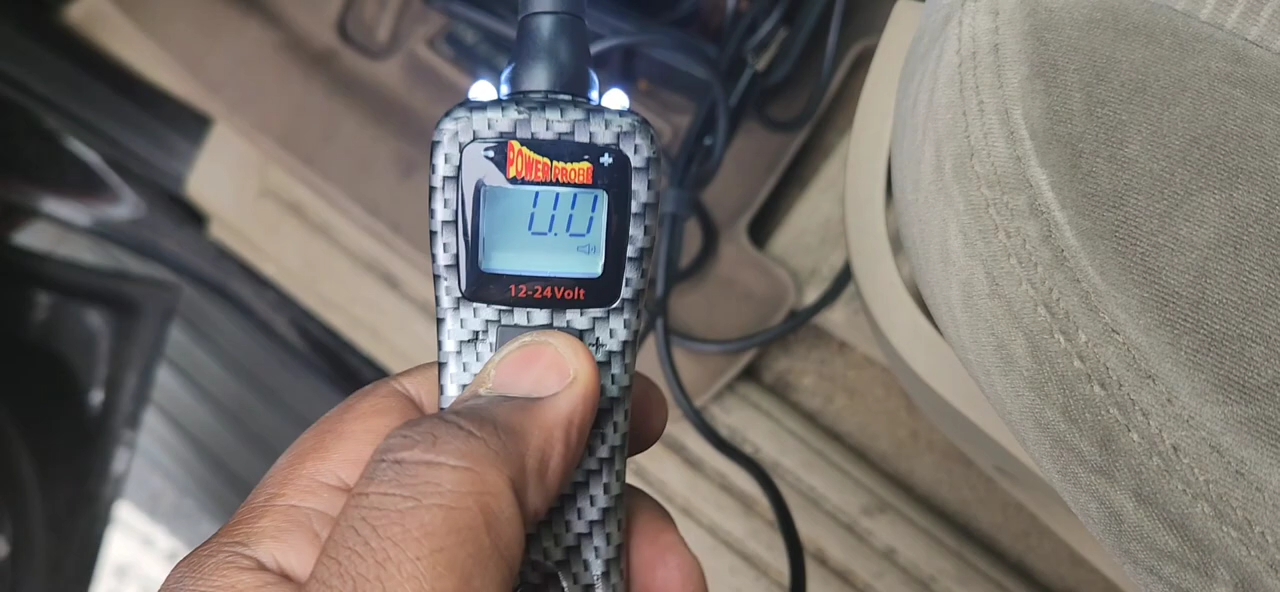 - +
POWER PROBE
0.0
12-24Volt
+